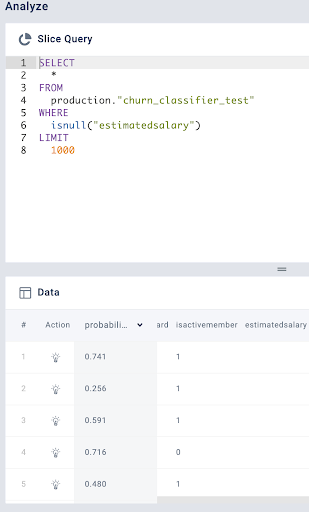 Analyze
Slice Query
1 SELECT
2 *
3 FROM
4 production."churn_classifier_test"
5 WHERE
6 isnull("estimatedsalary")
7 LIMIT
8 1000
Data
# Action probabili... ard isactivemember estimatedsalary
1 0.741 1
2 0.256 1
3 0.591 1
4 0.716 0
5 0.480 1